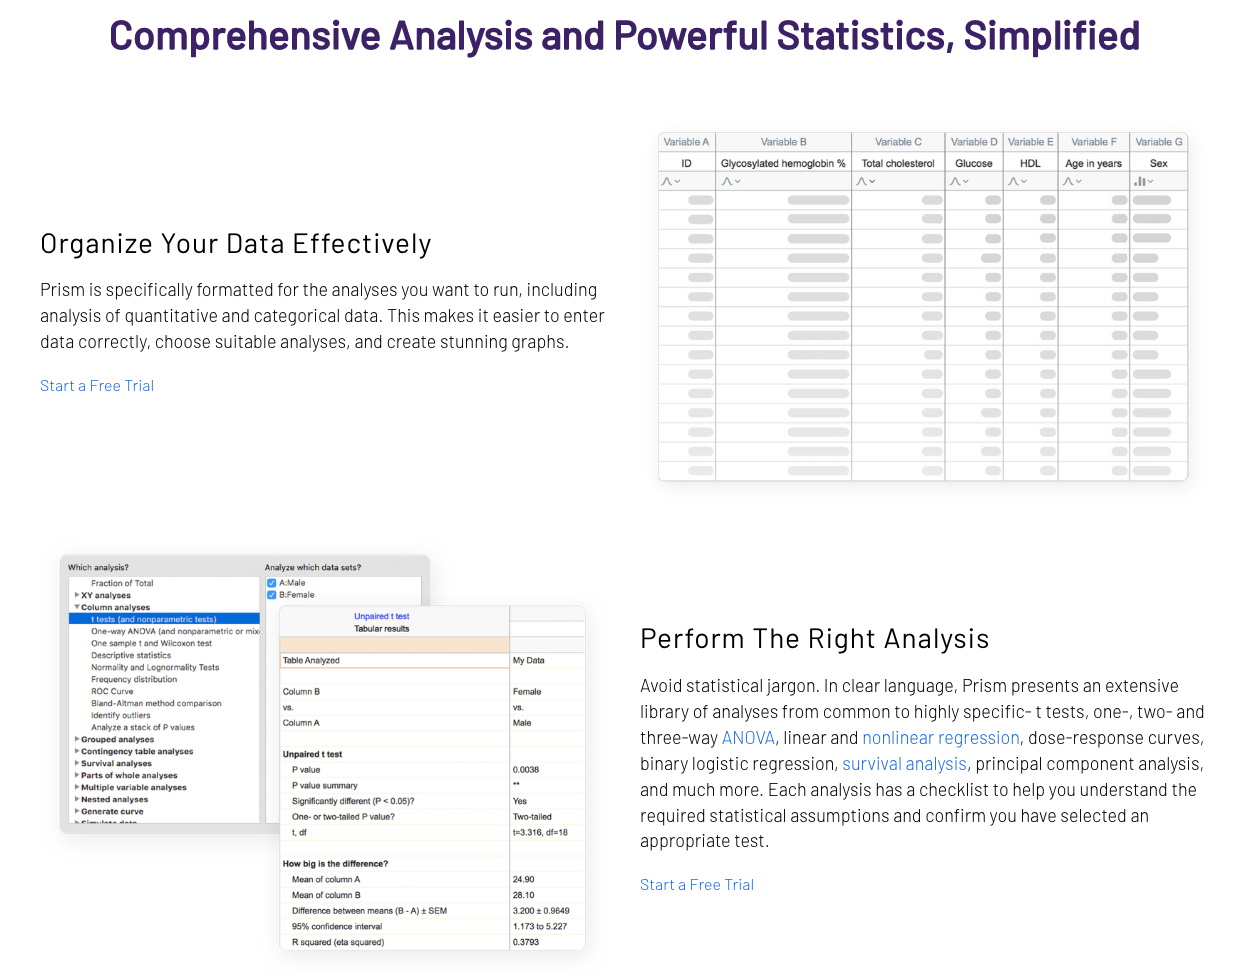 Comprehensive Analysis and Powerful Statistics, Simplified
Organize Your Data Effectively
Prism is specifically formatted for the analyses you want to run, including
analysis of quantitative and categorical data. This makes it easier to enter
data correctly, choose suitable analyses, and create stunning graphs.
Start a Free Trial
Variable A Variable B Variable C Variable D Variable E Variable F Variable G
ID Glycosylated hemoglobin % Total cholesterol Glucose HDL Age in years Sex
Which analysis?
Fraction of Total
XY analyses
Column analyses
t tests (and nonparametric tests)
One-way ANOVA (and nonparametric or mix
One sample t and Wilcoxon test
Descriptive statistics
Normality and Lognormality Tests
Frequency distribution
ROC Curve
Bland-Altman method comparison
Identify outliers
Analyze a stack of P values
Grouped analyses
Contingency table analyses
Survival analyses
Parts of whole analyses
Multiple variable analyses
Nested analyses
Generate curve
Simulate data
Analyze which data sets?
A:Male
B:Female
Unpaired t test
Tabular results
Table Analyzed My Data
Column B Female
vs. vs.
Column A Male
Unpaired t test
P value 0.0038
P value summary **
Significantly different (P < 0.05)? Yes
One- or two-tailed P value? Two-tailed
t, df t=3.316, df=18
How big is the difference?
Mean of column A 24.90
Mean of column B 28.10
Difference between means (B - A) ± SEM 3.200 ± 0.9649
95% confidence interval 1.173 to 5.227
R squared (eta squared) 0.3793
Perform The Right Analysis
Avoid statistical jargon. In clear language, Prism presents an extensive
library of analyses from common to highly specific- t tests, one-, two- and
three-way ANOVA, linear and nonlinear regression, dose-response curves,
binary logistic regression, survival analysis, principal component analysis,
and much more. Each analysis has a checklist to help you understand the
required statistical assumptions and confirm you have selected an
appropriate test.
Start a Free Trial